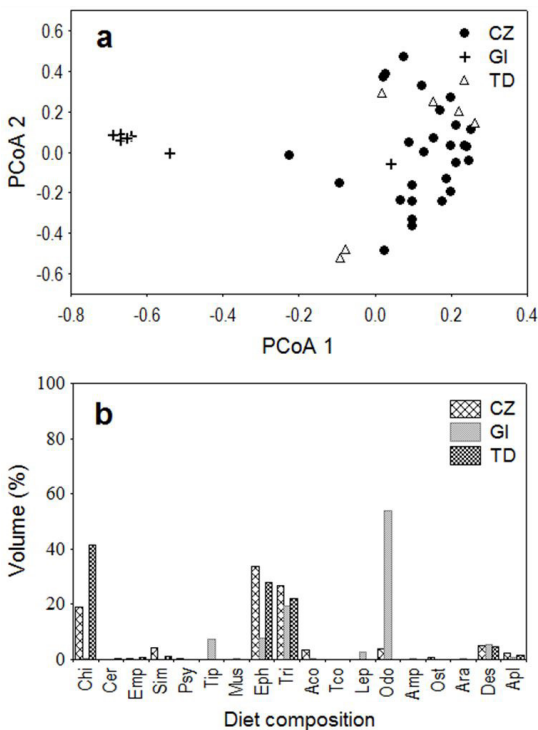 a
CZ
GI
TD
0.6
0.4
0.2
0.0
-0.2
-0.4
-0.6
PCoA 2
-0.8 -0.6 -0.4 -0.2 0.0 0.2 0.4
PCoA 1
b
CZ
GI
TD
100
80
60
40
20
0
Volume (%)
Chi Cer Emp Sim Psy Tip Mus Eph Tri Aco Tco Lep Odo Amp Ost Ara Des Apl
Diet composition